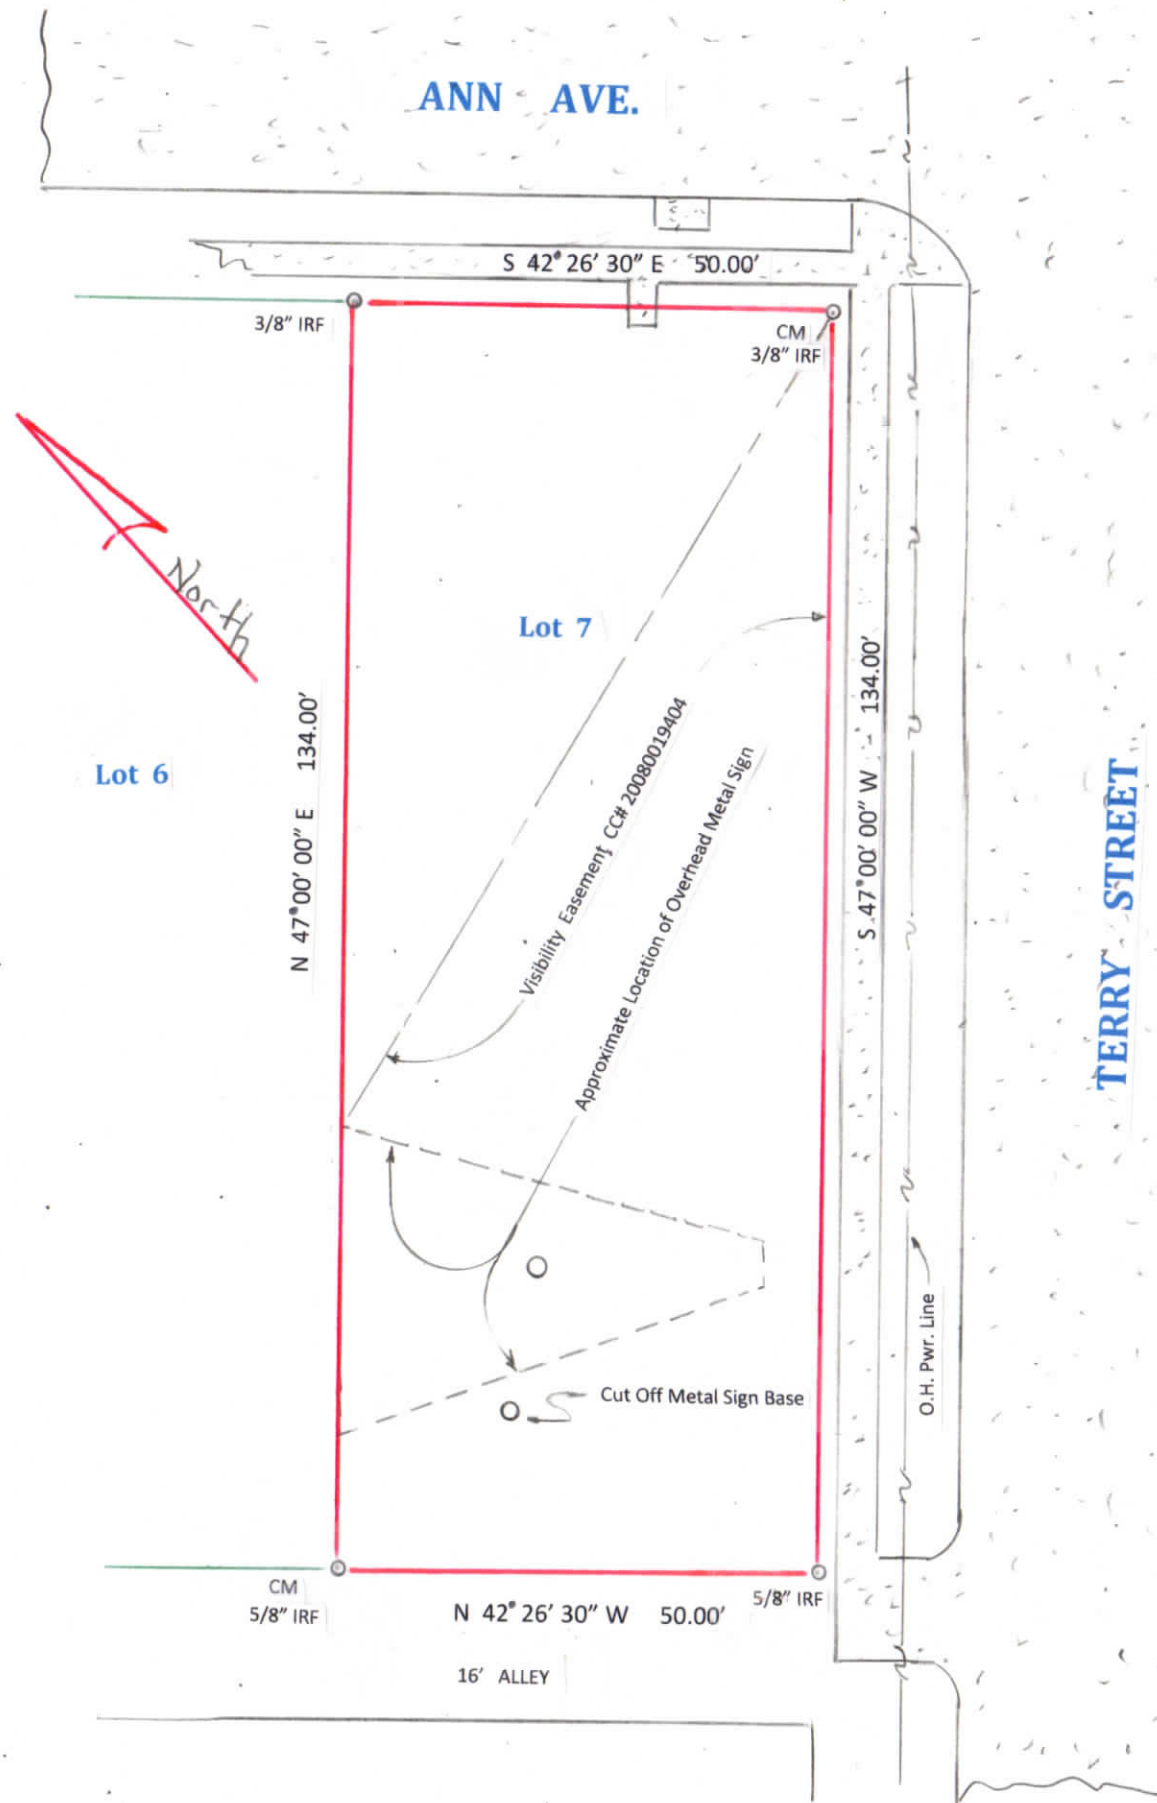 ANN AVE.
S 42° 26' 30" E 50.00'
3/8" IRF
CM
3/8" IRF
North
Lot 7
Lot 6
N 47°00' 00" E 134.00'
Visibility Easement, CC# 20080019404
Approximate Location of Overhead Metal Sign
S 47°00' 00" W 134.00'
TERRY STREET
O.H. Pwr. Line
Cut Off Metal Sign Base
CM
5/8" IRF
N 42° 26' 30" W 50.00'
5/8" IRF
16' ALLEY